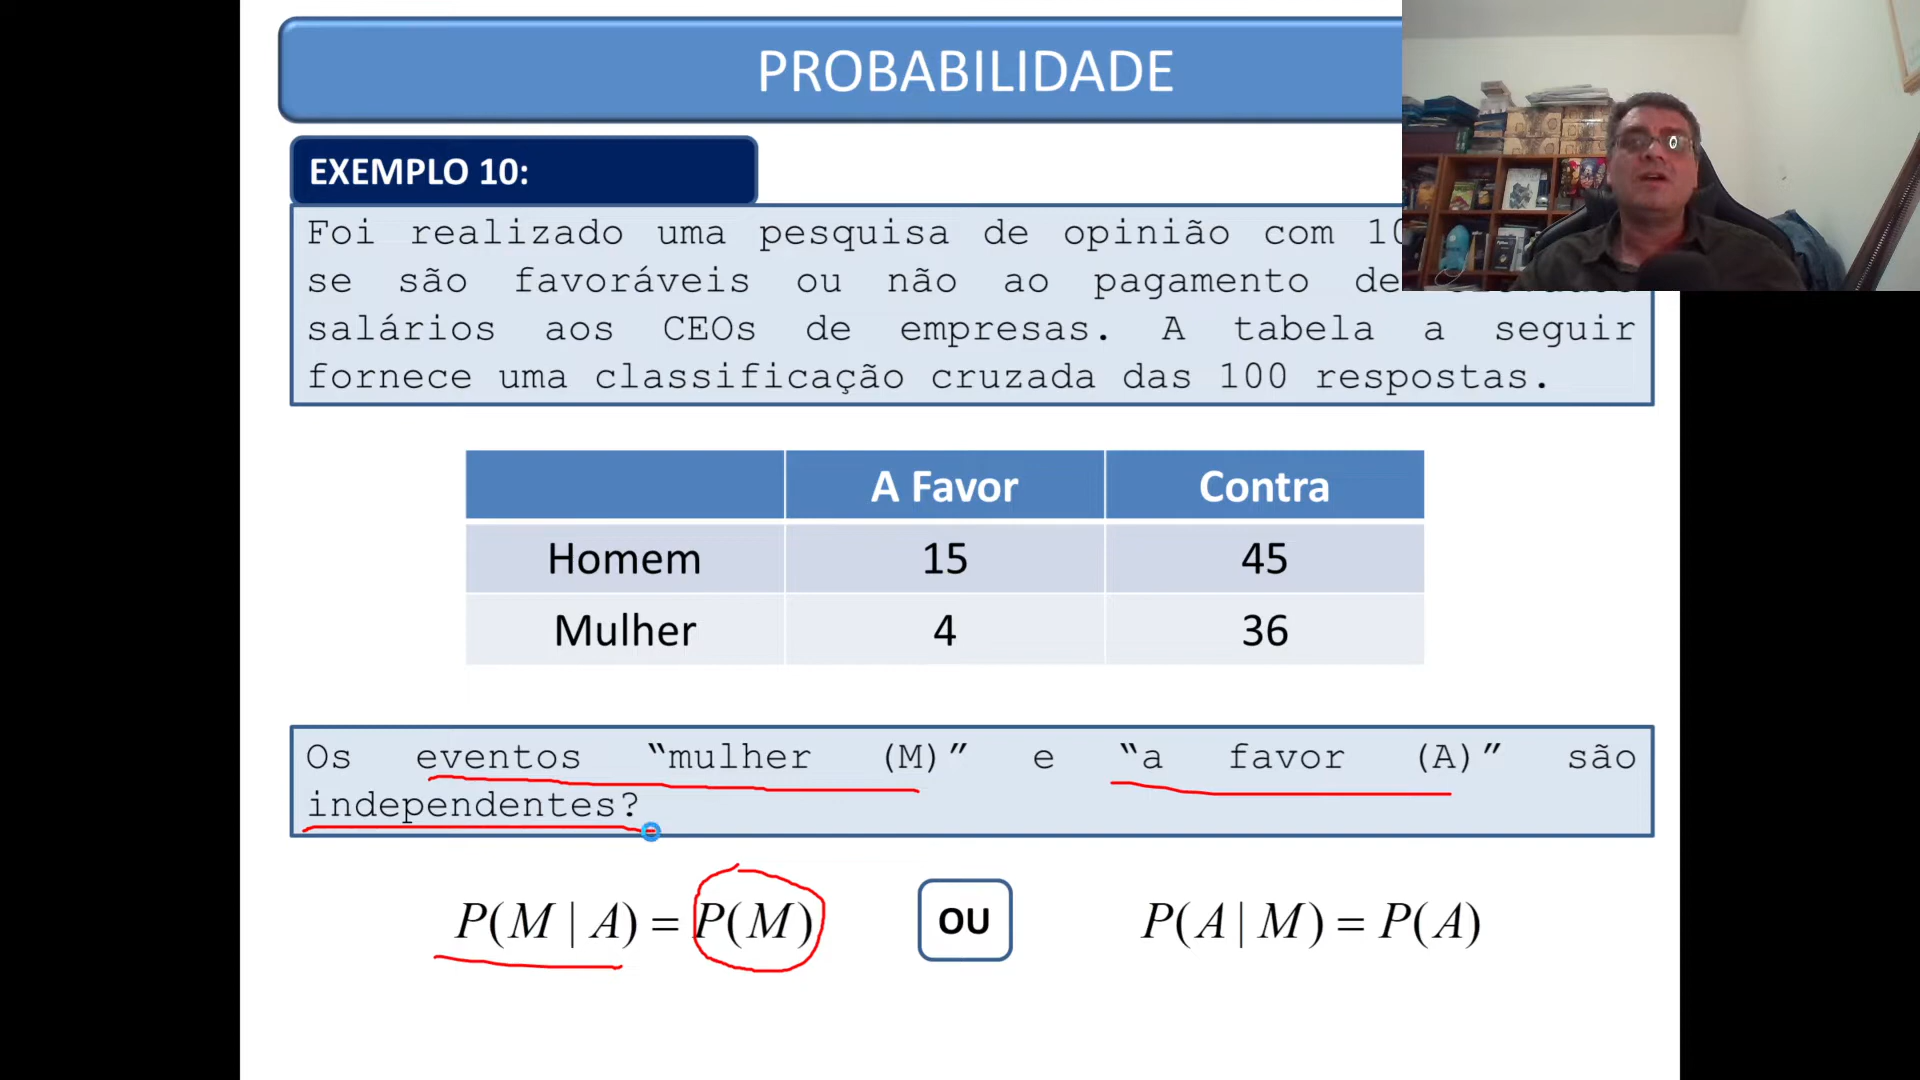 PROBABILIDADE
EXEMPLO 10:
Foi realizado uma pesquisa de opinião com
se são favoráveis ou não ao pagamento de
salários aos CEOs de empresas. A tabela a seguir
fornece uma classificação cruzada das 100 respostas.
A Favor Contra
Homem 15 45
Mulher 4 36
Os eventos “mulher (M)” e “a favor (A)” são
independentes?
P(M | A) = P(M) OU P(A | M) = P(A)